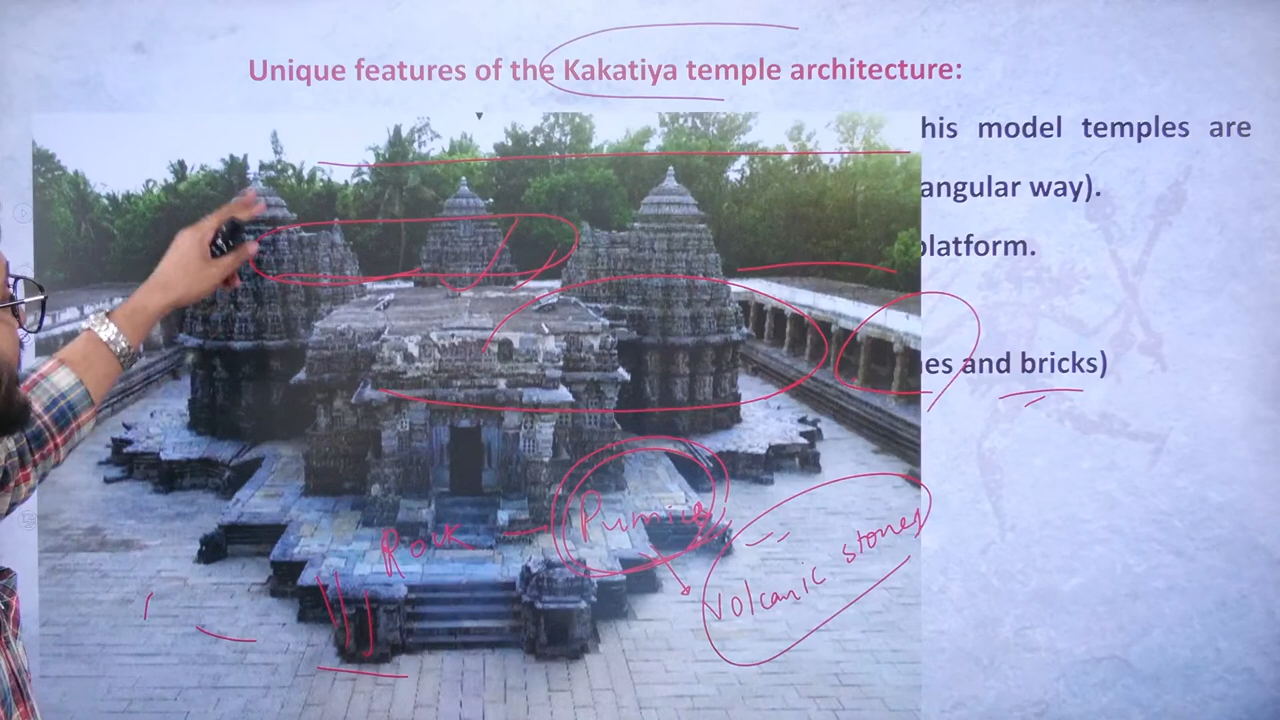 Unique features of the Kakatiya temple architecture:
his model temples are
angular way).
platform.
es and bricks)
Rock — Pumice
Volcanic stones